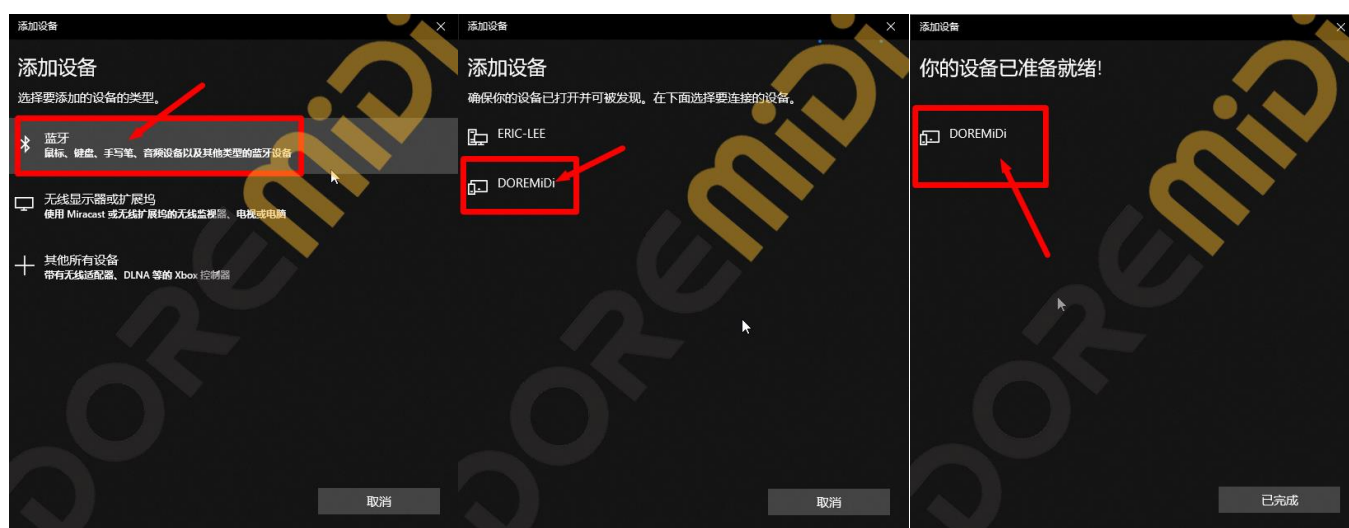 添加设备
添加设备
选择要添加的设备的类型。
蓝牙
鼠标、键盘、手写笔、音频设备以及其他类型的蓝牙设备
无线显示器或扩展坞
使用 Miracast 或无线扩展坞的无线监视器、电视或电脑
其他所有设备
带有无线适配器、DLNA 等的 Xbox 控制器
取消
DOREMiDi
添加设备
添加设备
确保你的设备已打开并可被发现。在下面选择要连接的设备。
ERIC-LEE
DOREMiDi
取消
DOREMiDi
添加设备
你的设备已准备就绪!
DOREMiDi
已完成
DOREMiDi